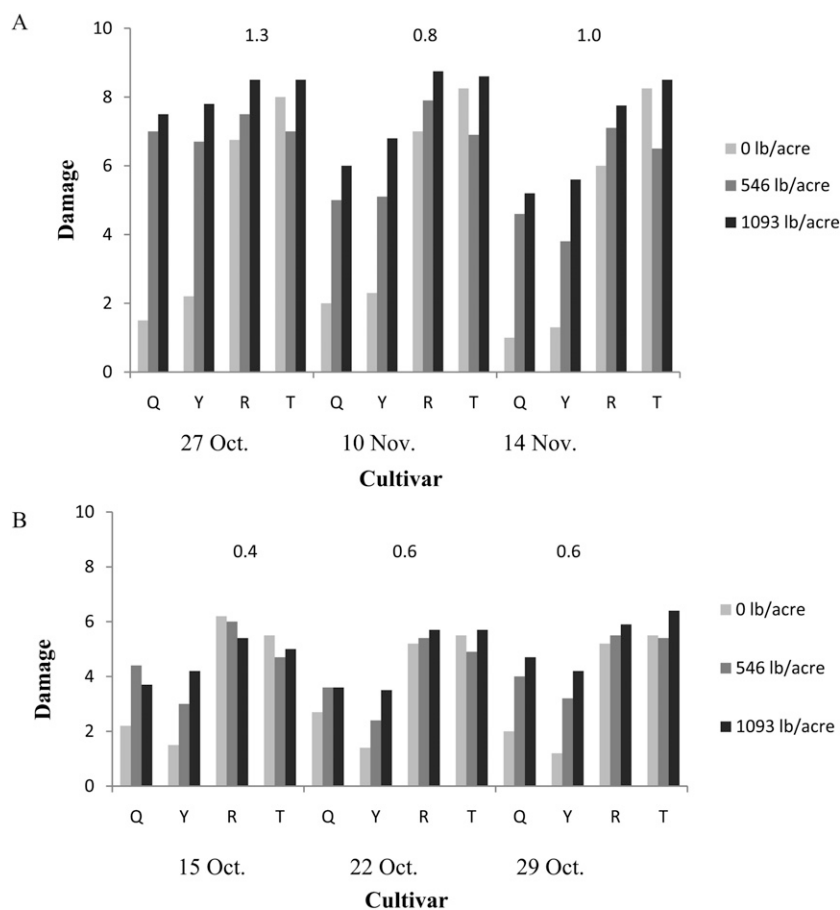 A
10
8
6
4
2
0
Damage
1.3 0.8 1.0
0 lb/acre
546 lb/acre
1093 lb/acre
Q Y R T Q Y R T Q Y R T
27 Oct. 10 Nov. 14 Nov.
Cultivar
B
10
8
6
4
2
0
Damage
0.4 0.6 0.6
0 lb/acre
546 lb/acre
1093 lb/acre
Q Y R T Q Y R T Q Y R T
15 Oct. 22 Oct. 29 Oct.
Cultivar